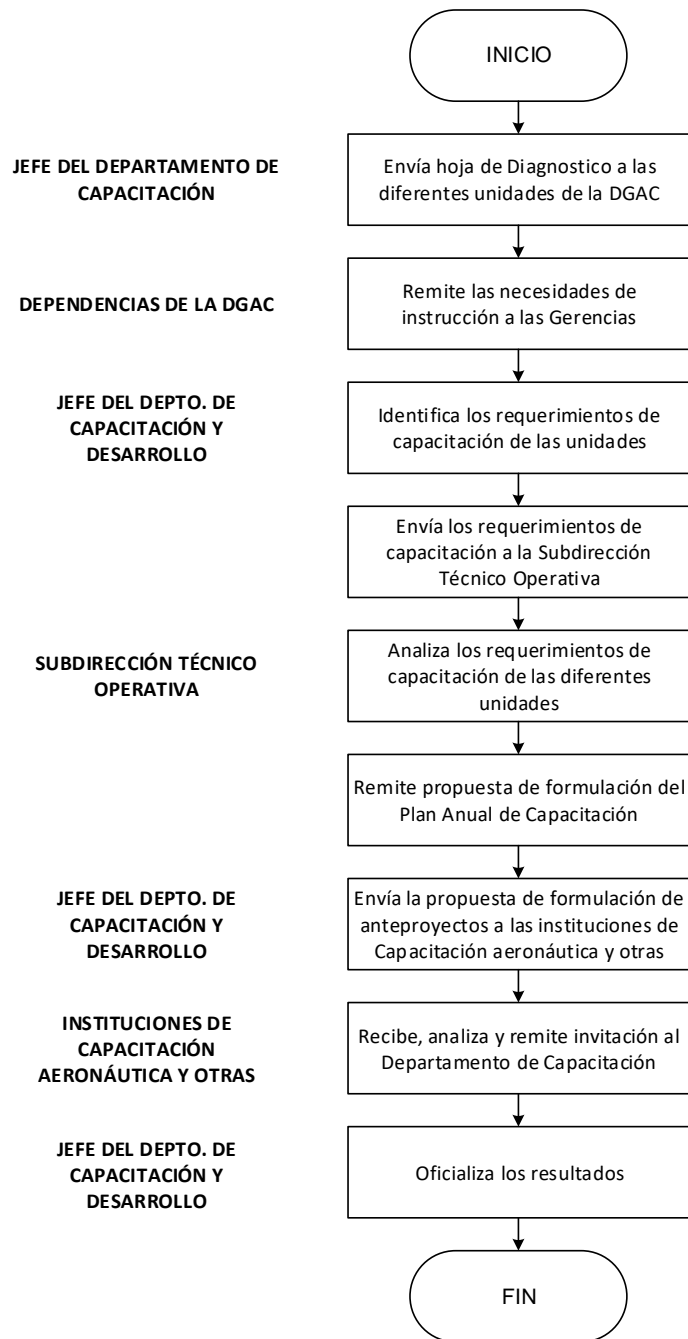 INICIO
JEFE DEL DEPARTAMENTO DE
CAPACITACIÓN
Envía hoja de Diagnostico a las
diferentes unidades de la DGAC
DEPENDENCIAS DE LA DGAC
Remite las necesidades de
instrucción a las Gerencias
JEFE DEL DEPTO. DE
CAPACITACIÓN Y
DESARROLLO
Identifica los requerimientos de
capacitación de las unidades
Envía los requerimientos de
capacitación a la Subdirección
Técnico Operativa
SUBDIRECCIÓN TÉCNICO
OPERATIVA
Analiza los requerimientos de
capacitación de las diferentes
unidades
Remite propuesta de formulación del
Plan Anual de Capacitación
JEFE DEL DEPTO. DE
CAPACITACIÓN Y
DESARROLLO
Envía la propuesta de formulación de
anteproyectos a las instituciones de
Capacitación aeronáutica y otras
INSTITUCIONES DE
CAPACITACIÓN
AERONÁUTICA Y OTRAS
Recibe, analiza y remite invitación al
Departamento de Capacitación
JEFE DEL DEPTO. DE
CAPACITACIÓN Y
DESARROLLO
Oficializa los resultados
FIN